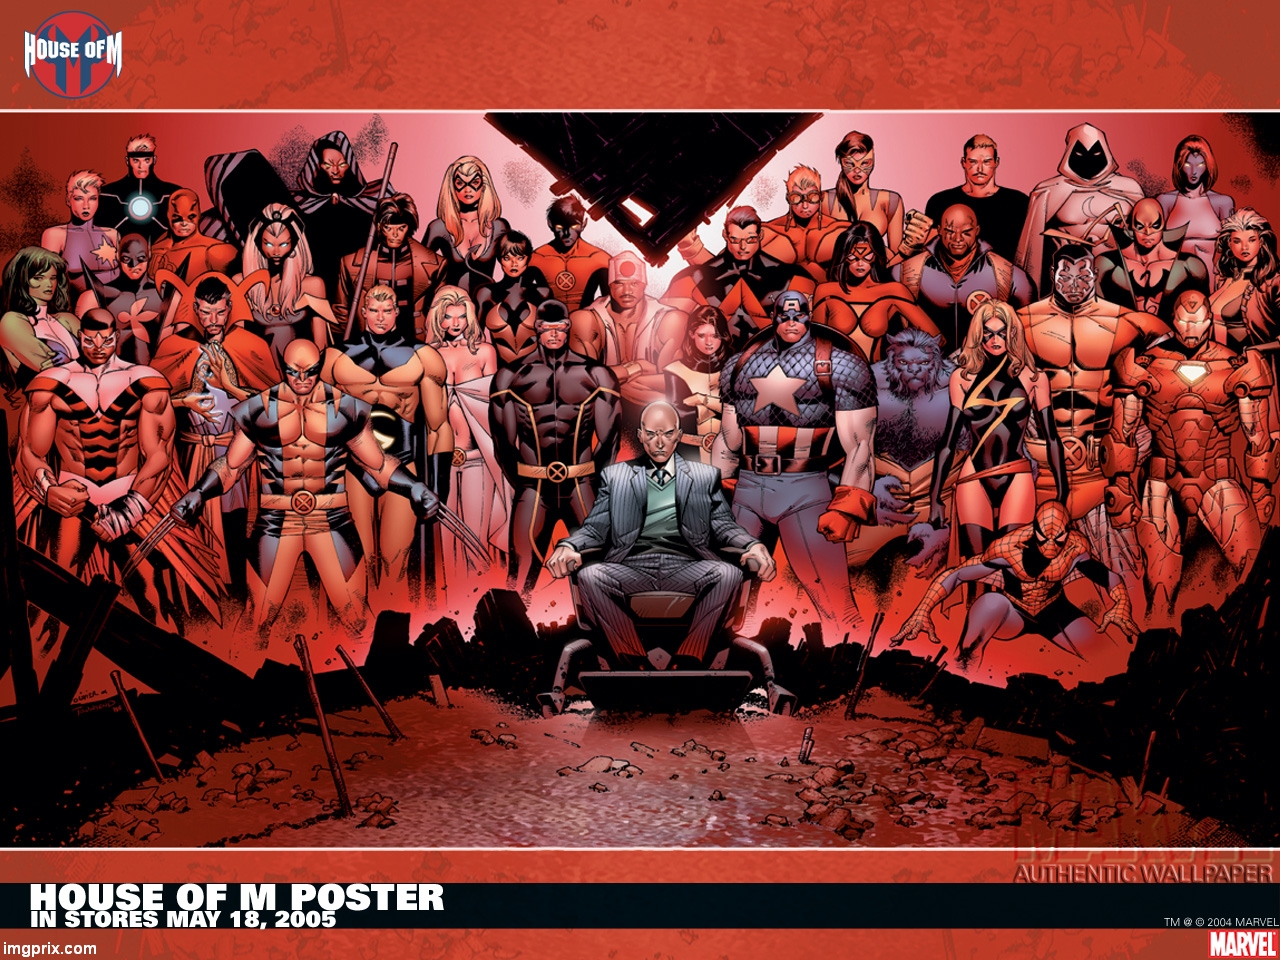 HOUSE OF M
AUTHENTIC WALLPAPER
HOUSE OF M POSTER
IN STORES MAY 18, 2005
TM @ © 2004 MARVEL
MARVEL
imgprix.com